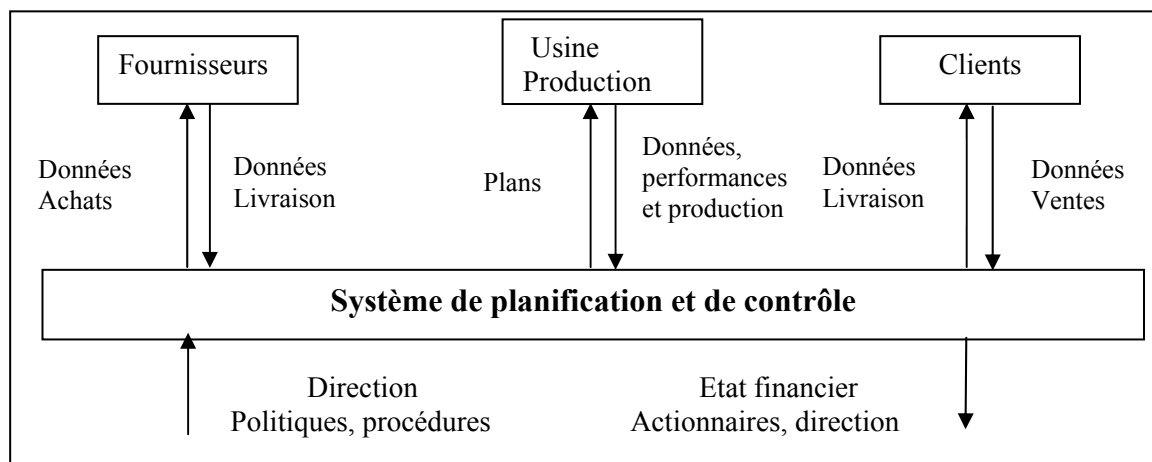 Fournisseurs
Usine
Production
Clients
Données
Achats
Données
Livraison
Plans
Données,
performances
et production
Données
Livraison
Données
Ventes
Système de planification et de contrôle
Direction
Politiques, procédures
Etat financier
Actionnaires, direction